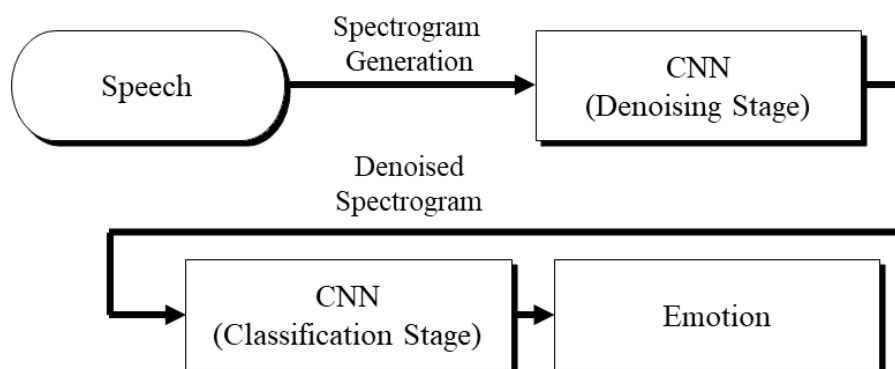 Speech
Spectrogram
Generation
CNN
(Denoising Stage)
Denoised
Spectrogram
CNN
(Classification Stage)
Emotion